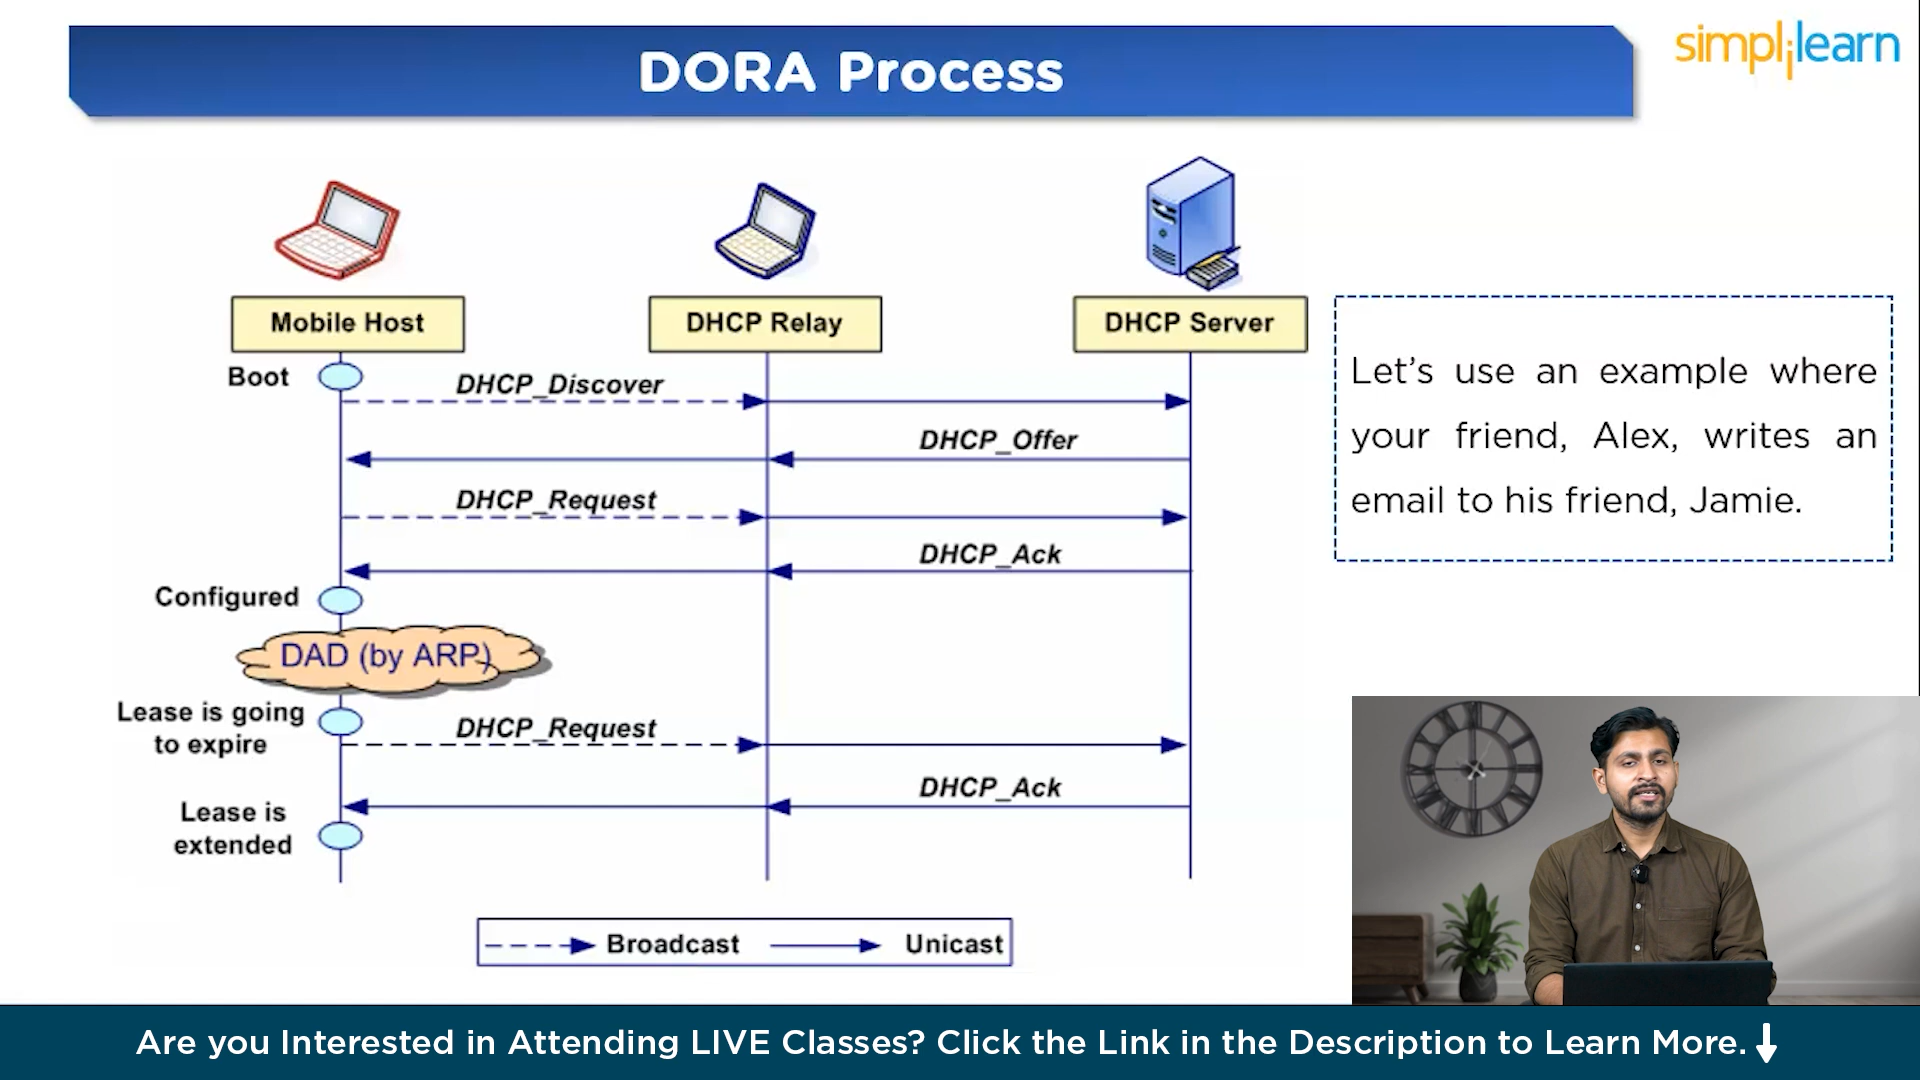 DORA Process
simplilearn
Mobile Host
DHCP Relay
DHCP Server
Boot
DHCP_Discover
DHCP_Offer
DHCP_Request
DHCP_Ack
Configured
DAD (by ARP)
Lease is going
to expire
DHCP_Request
DHCP_Ack
Lease is
extended
Broadcast
Unicast
Let's use an example where
your friend, Alex, writes an
email to his friend, Jamie.
Are you Interested in Attending LIVE Classes? Click the Link in the Description to Learn More.